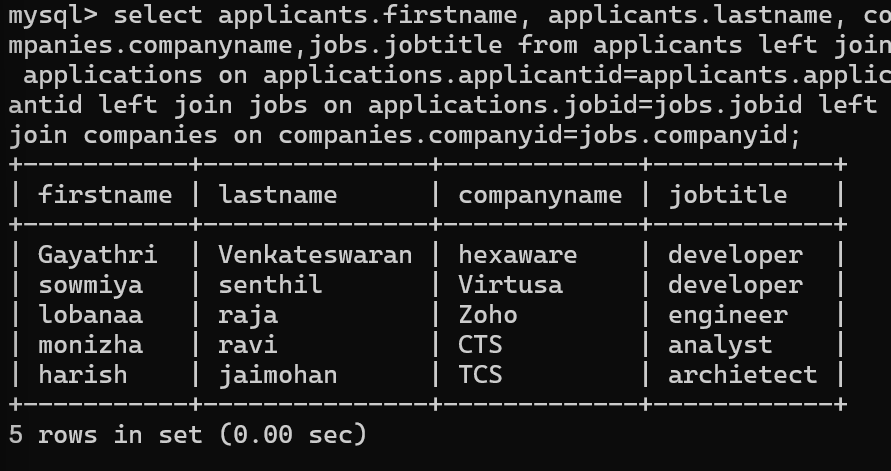 mysql> select applicants.firstname, applicants.lastname, co
mpanies.companyname,jobs.jobtitle from applicants left join
 applications on applications.applicantid=applicants.applic
antid left join jobs on applications.jobid=jobs.jobid left
join companies on companies.companyid=jobs.companyid;
+-----------+---------------+-------------+------------+
| firstname | lastname      | companyname | jobtitle   |
+-----------+---------------+-------------+------------+
| Gayathri  | Venkateswaran | hexaware    | developer  |
| sowmiya   | senthil       | Virtusa     | developer  |
| lobanaa   | raja          | Zoho        | engineer   |
| monizha   | ravi          | CTS         | analyst    |
| harish    | jaimohan      | TCS         | archietect |
+-----------+---------------+-------------+------------+
5 rows in set (0.00 sec)